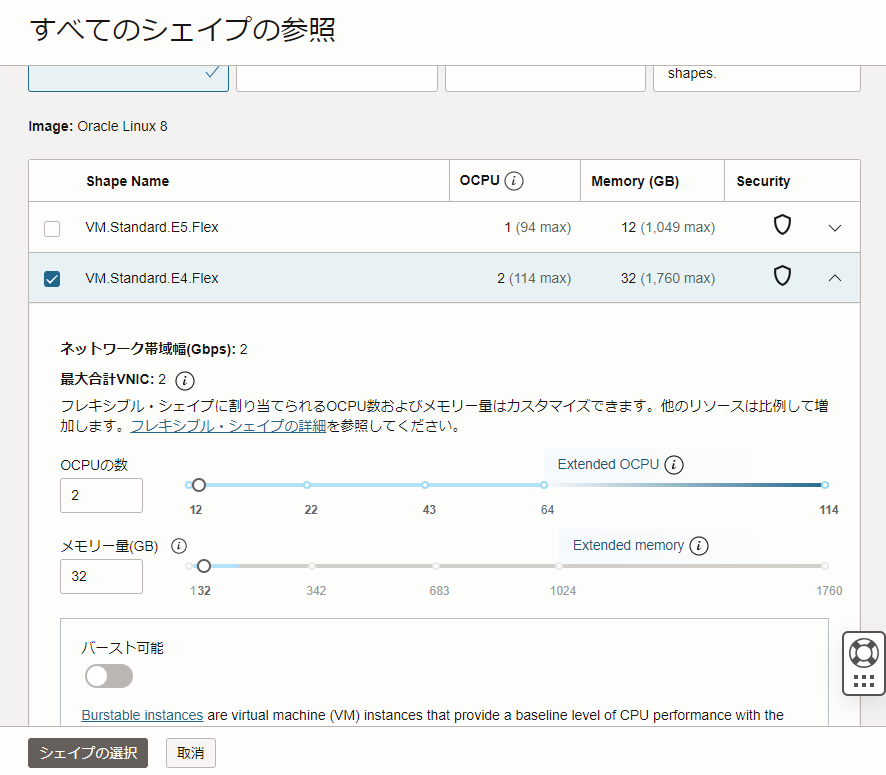 すべてのシェイプの参照
shapes.
Image: Oracle Linux 8
Shape Name OCPU Memory (GB) Security
VM.Standard.E5.Flex 1 (94 max) 12 (1,049 max)
VM.Standard.E4.Flex 2 (114 max) 32 (1,760 max)
ネットワーク帯域幅(Gbps): 2
最大合計VNIC: 2
フレキシブル・シェイプに割り当てられるOCPU数およびメモリー量はカスタマイズできます。他のリソースは比例して増
加します。フレキシブル・シェイプの詳細を参照してください。
OCPUの数 Extended OCPU
2
12 22 43 64 114
メモリー量(GB) Extended memory
32
132 342 683 1024 1760
バースト可能
Burstable instances are virtual machine (VM) instances that provide a baseline level of CPU performance with the
シェイプの選択 取消